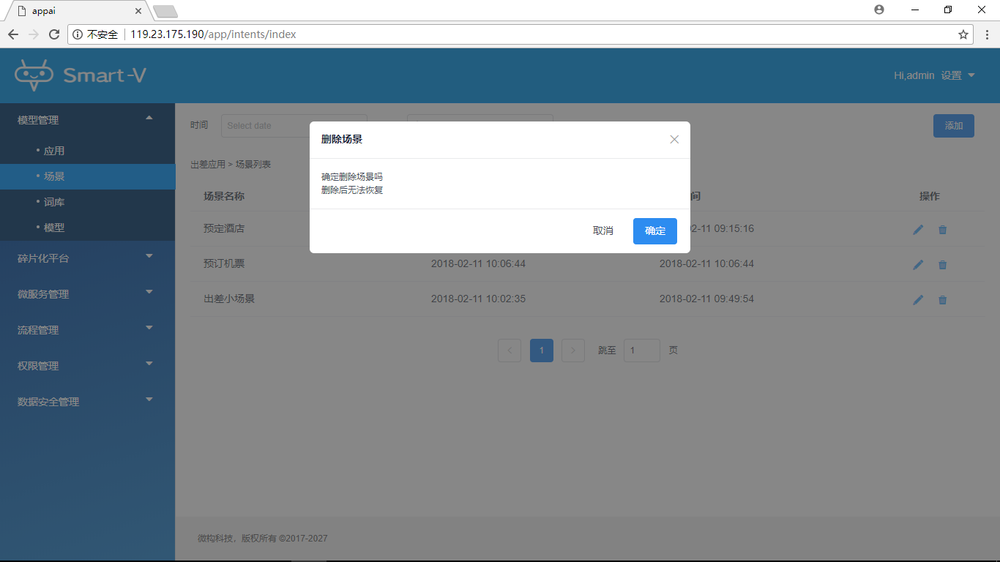 appai
不安全 119.23.175.190/app/intents/index
Smart-V
Hi,admin 设置
模型管理
应用
场景
词库
模型
碎片化平台
微服务管理
流程管理
权限管理
数据安全管理
时间 Select date
添加
出差应用 > 场景列表
删除场景
确定删除场景吗
删除后无法恢复
取消 确定
场景名称 间 操作
预定酒店 02-11 09:15:16
预订机票 2018-02-11 10:06:44 2018-02-11 10:06:44
出差小场景 2018-02-11 10:02:35 2018-02-11 09:49:54
< 1 > 跳至 1 页
微构科技，版权所有 ©2017-2027